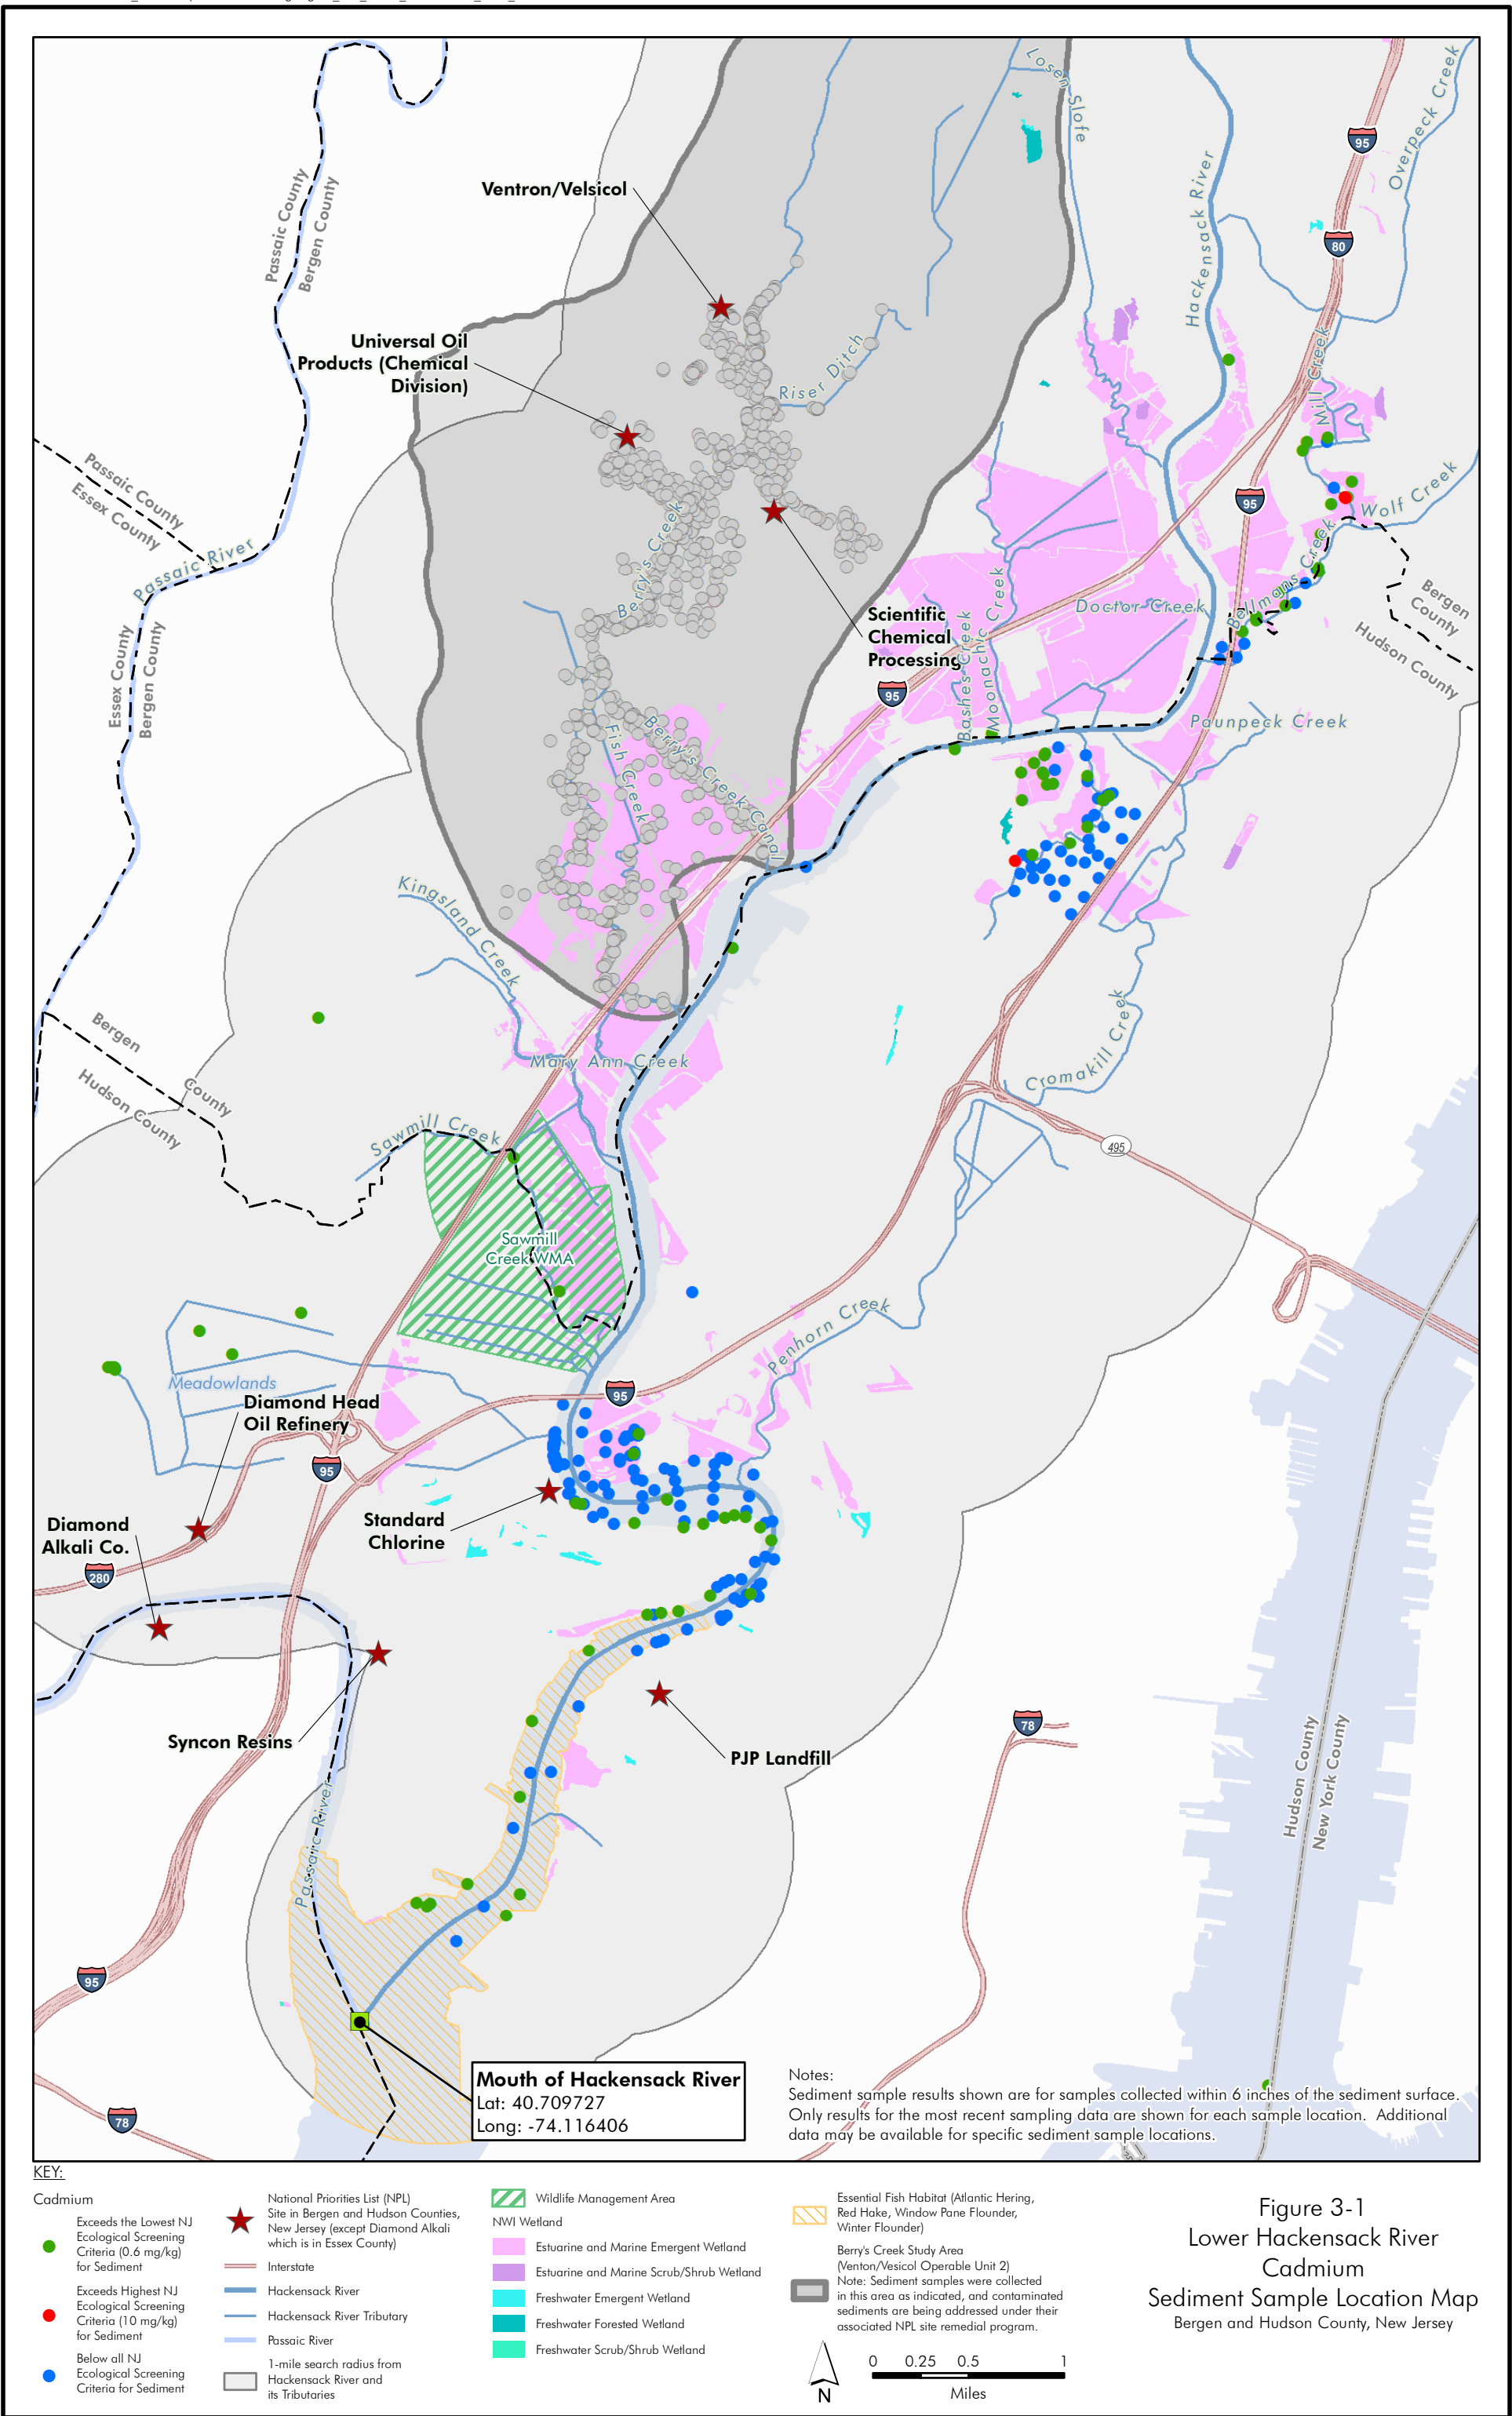 Losen Slofe
Overpeck Creek
95
Hackensack River
80
Passaic County
Bergen County
Ventron/Velsicol
Universal Oil
Products (Chemical
Division)
Riser Ditch
Mill Creek
Passaic County
Essex County
95
Wolf Creek
Passaic River
Berry's Creek
Bellmans Creek
Bergen
County
Hudson County
Doctor Creek
Scientific
Chemical
Processing
Bashes Creek
Moonachie Creek
Essex County
Bergen County
95
Paunpeck Creek
Fish Creek
Berry's Creek Canal
Kingsland Creek
Bergen
County
Hudson County
Mary Ann Creek
Cromakill Creek
Sawmill Creek
495
Sawmill
Creek WMA
Penhorn Creek
Meadowlands
Diamond Head
Oil Refinery
95
95
Standard
Chlorine
Diamond
Alkali Co.
280
Syncon Resins
PJP Landfill
78
Hudson County
New York County
Passaic River
95
78
Mouth of Hackensack River
Lat: 40.709727
Long: -74.116406
Notes:
Sediment sample results shown are for samples collected within 6 inches of the sediment surface.
Only results for the most recent sampling data are shown for each sample location. Additional
data may be available for specific sediment sample locations.
KEY:
Cadmium
Exceeds the Lowest NJ
Ecological Screening
Criteria (0.6 mg/kg)
for Sediment
Exceeds Highest NJ
Ecological Screening
Criteria (10 mg/kg)
for Sediment
Below all NJ
Ecological Screening
Criteria for Sediment
National Priorities List (NPL)
Site in Bergen and Hudson Counties,
New Jersey (except Diamond Alkali
which is in Essex County)
Interstate
Hackensack River
Hackensack River Tributary
Passaic River
1-mile search radius from
Hackensack River and
its Tributaries
Wildlife Management Area
NWI Wetland
Estuarine and Marine Emergent Wetland
Estuarine and Marine Scrub/Shrub Wetland
Freshwater Emergent Wetland
Freshwater Forested Wetland
Freshwater Scrub/Shrub Wetland
Essential Fish Habitat (Atlantic Hering,
Red Hake, Window Pane Flounder,
Winter Flounder)
Berry's Creek Study Area
(Venton/Vesicol Operable Unit 2)
Note: Sediment samples were collected
in this area as indicated, and contaminated
sediments are being addressed under their
associated NPL site remedial program.
N
0 0.25 0.5 1
Miles
Figure 3-1
Lower Hackensack River
Cadmium
Sediment Sample Location Map
Bergen and Hudson County, New Jersey